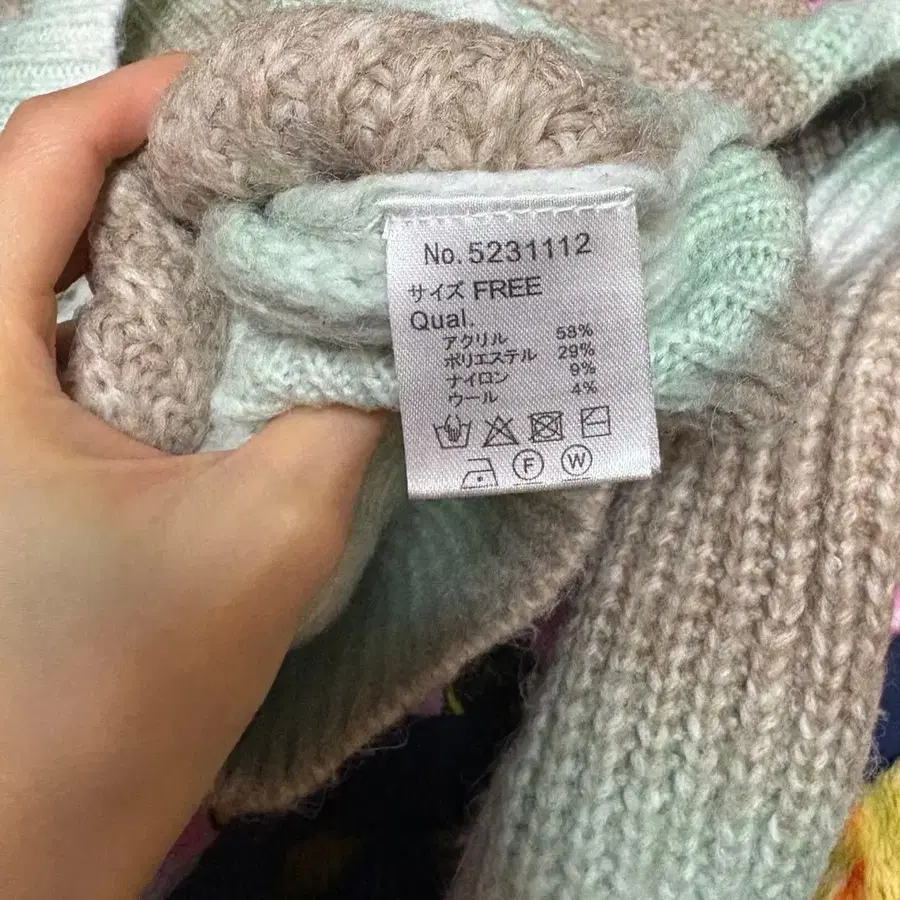 No. 5231112
サイズ FREE
Qual.
アクリル 58%
ポリエステル 29%
ナイロン 9%
ウール 4%
F W